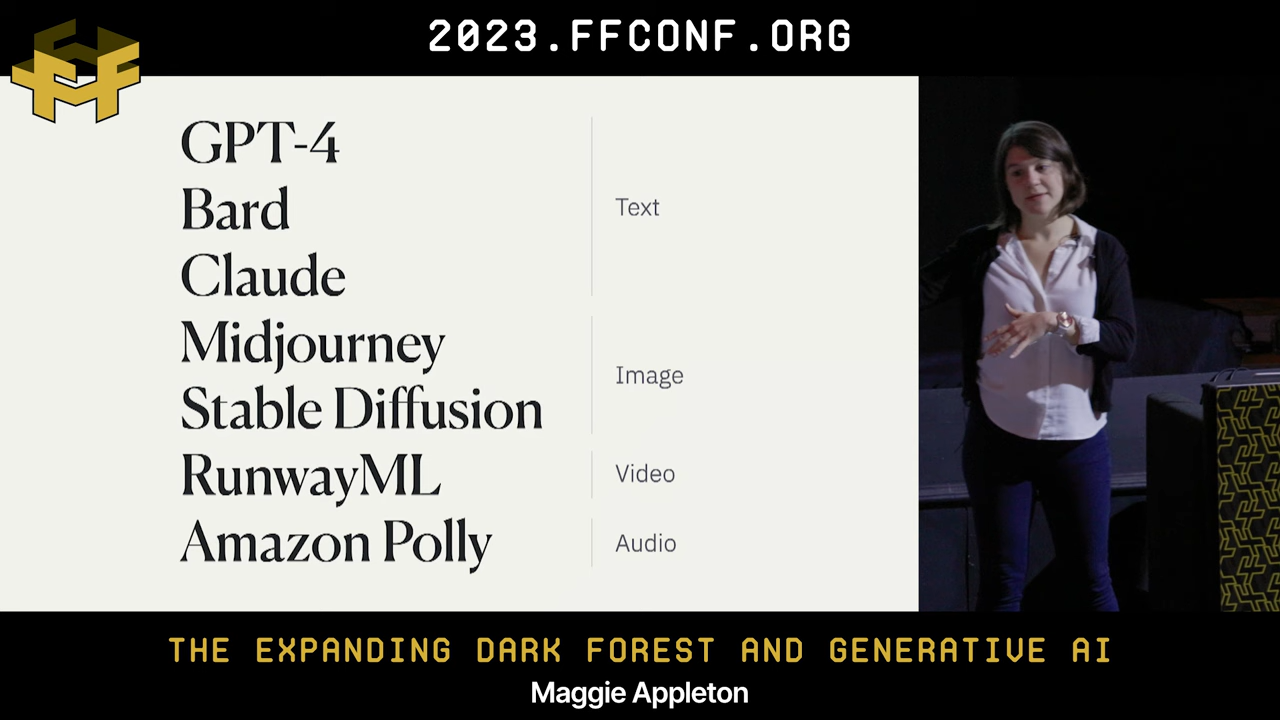 2023.FFCONF.ORG
GPT-4
Bard
Claude
Text
Midjourney
Stable Diffusion
Image
RunwayML
Video
Amazon Polly
Audio
THE EXPANDING DARK FOREST AND GENERATIVE AI
Maggie Appleton